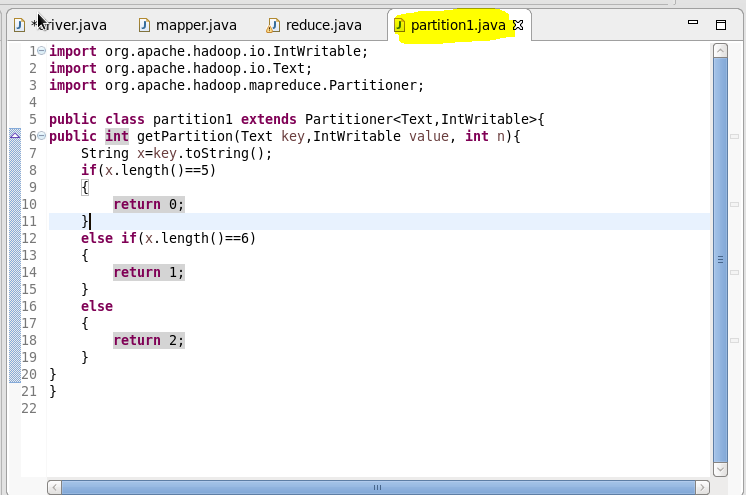 *driver.java mapper.java reduce.java partition1.java
1 import org.apache.hadoop.io.IntWritable;
2 import org.apache.hadoop.io.Text;
3 import org.apache.hadoop.mapreduce.Partitioner;
4
5 public class partition1 extends Partitioner<Text,IntWritable>{
6 public int getPartition(Text key,IntWritable value, int n){
7     String x=key.toString();
8     if(x.length()==5)
9     {
10         return 0;
11     }
12     else if(x.length()==6)
13     {
14         return 1;
15     }
16     else
17     {
18         return 2;
19     }
20 }
21 }
22